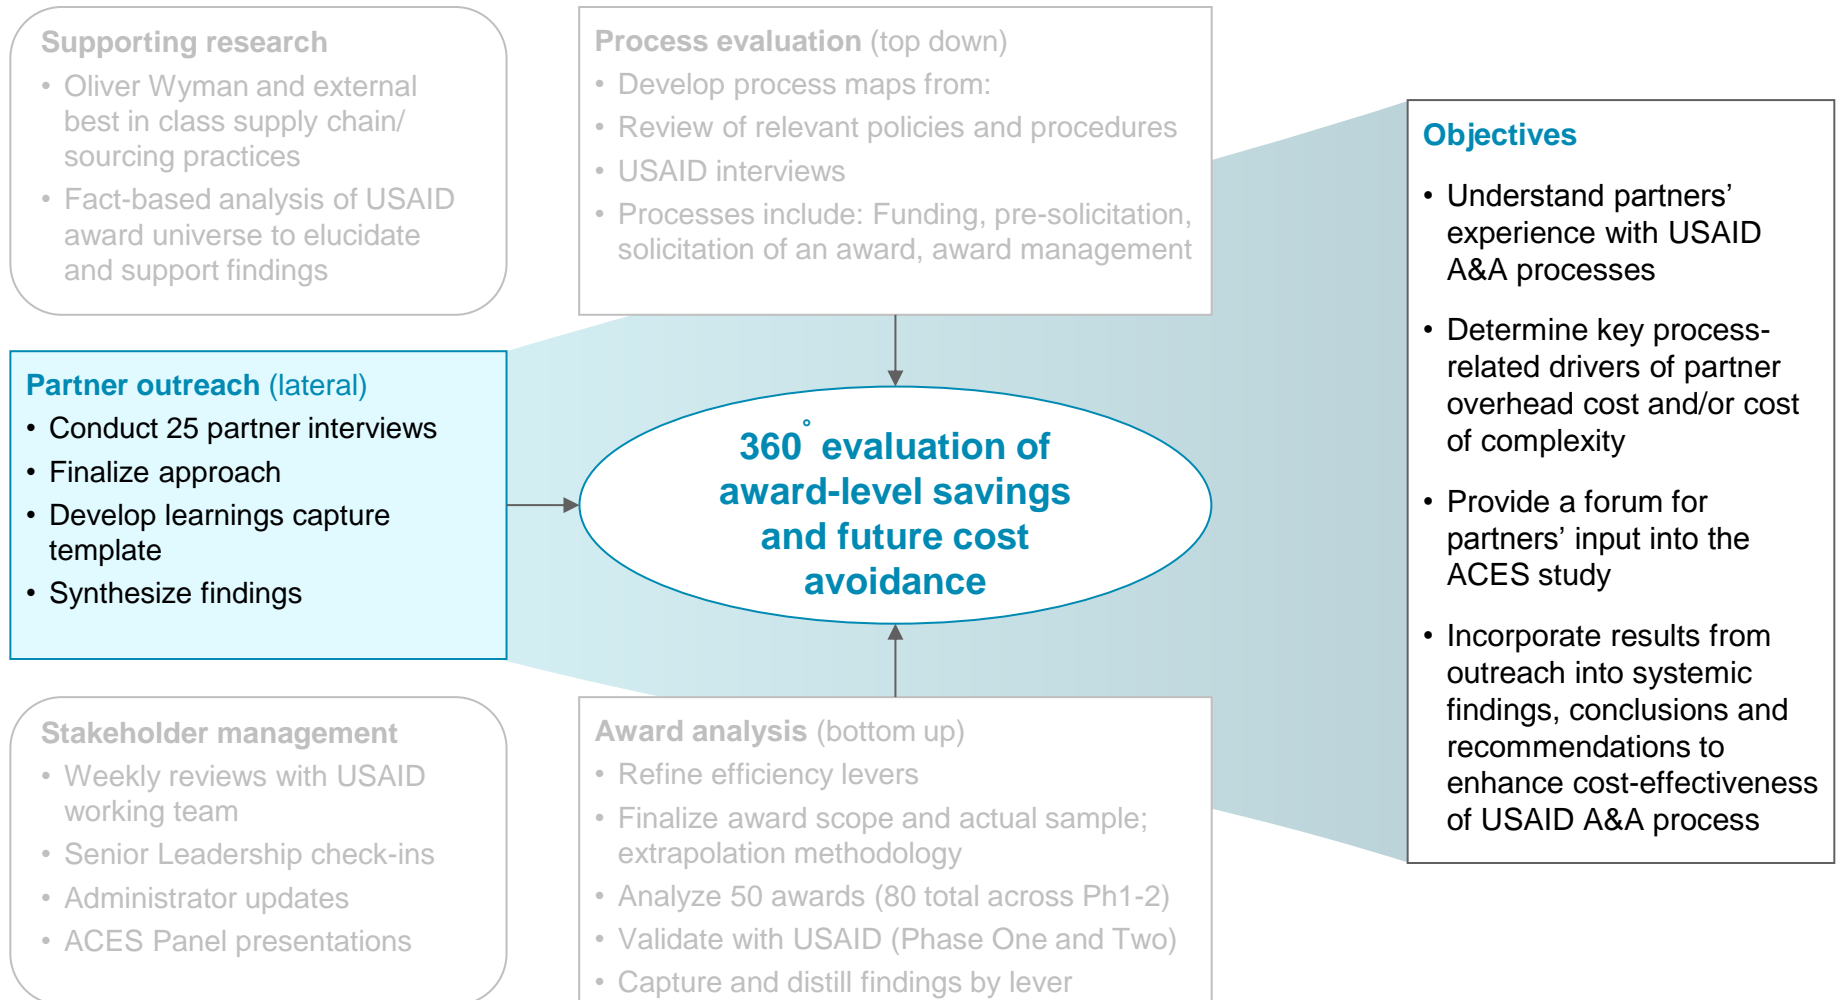 Supporting research
• Oliver Wyman and external
best in class supply chain/
sourcing practices
• Fact-based analysis of USAID
award universe to elucidate
and support findings
Process evaluation (top down)
• Develop process maps from:
• Review of relevant policies and procedures
• USAID interviews
• Processes include: Funding, pre-solicitation,
solicitation of an award, award management
Partner outreach (lateral)
• Conduct 25 partner interviews
• Finalize approach
• Develop learnings capture
template
• Synthesize findings
360° evaluation of
award-level savings
and future cost
avoidance
Stakeholder management
• Weekly reviews with USAID
working team
• Senior Leadership check-ins
• Administrator updates
• ACES Panel presentations
Award analysis (bottom up)
• Refine efficiency levers
• Finalize award scope and actual sample;
extrapolation methodology
• Analyze 50 awards (80 total across Ph1-2)
• Validate with USAID (Phase One and Two)
• Capture and distill findings by lever
Objectives
• Understand partners’
experience with USAID
A&A processes
• Determine key process-
related drivers of partner
overhead cost and/or cost
of complexity
• Provide a forum for
partners’ input into the
ACES study
• Incorporate results from
outreach into systemic
findings, conclusions and
recommendations to
enhance cost-effectiveness
of USAID A&A process